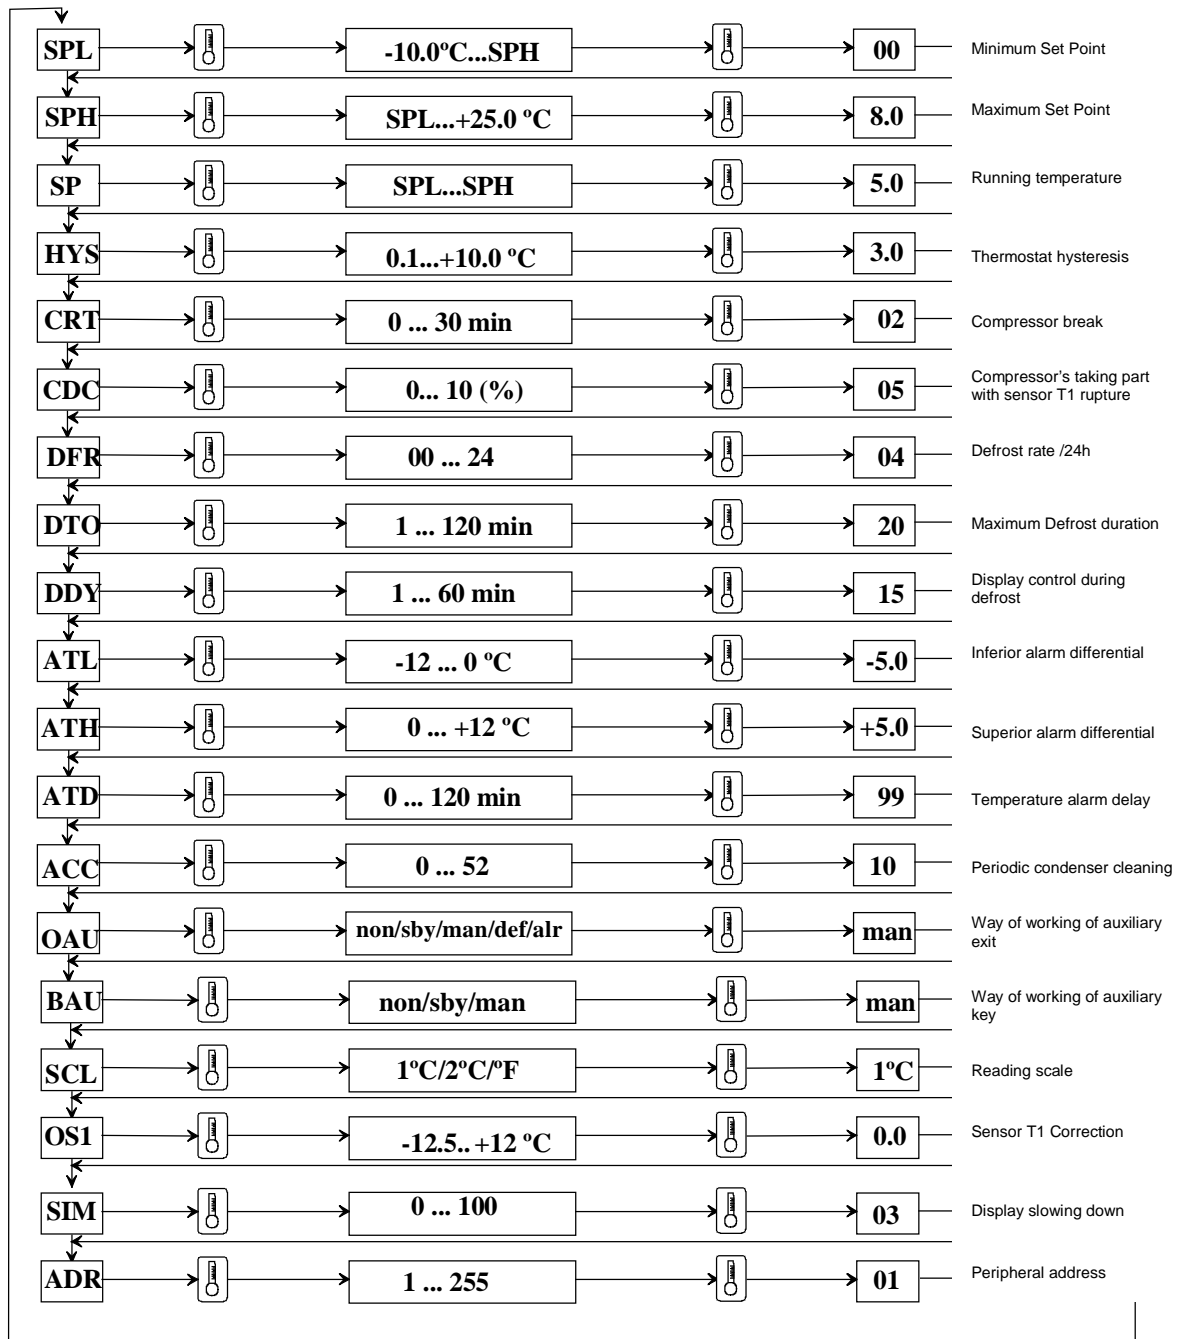 SPL -10.0ºC...SPH 00 Minimum Set Point
SPH SPL...+25.0 ºC 8.0 Maximum Set Point
SP SPL...SPH 5.0 Running temperature
HYS 0.1...+10.0 ºC 3.0 Thermostat hysteresis
CRT 0 ... 30 min 02 Compressor break
CDC 0... 10 (%) 05 Compressor's taking part
with sensor T1 rupture
DFR 00 ... 24 04 Defrost rate /24h
DTO 1 ... 120 min 20 Maximum Defrost duration
DDY 1 ... 60 min 15 Display control during
defrost
ATL -12 ... 0 ºC -5.0 Inferior alarm differential
ATH 0 ... +12 ºC +5.0 Superior alarm differential
ATD 0 ... 120 min 99 Temperature alarm delay
ACC 0 ... 52 10 Periodic condenser cleaning
OAU non/sby/man/def/alr man Way of working of auxiliary
exit
BAU non/sby/man man Way of working of auxiliary
key
SCL 1ºC/2ºC/ºF 1ºC Reading scale
OS1 -12.5.. +12 ºC 0.0 Sensor T1 Correction
SIM 0 ... 100 03 Display slowing down
ADR 1 ... 255 01 Peripheral address